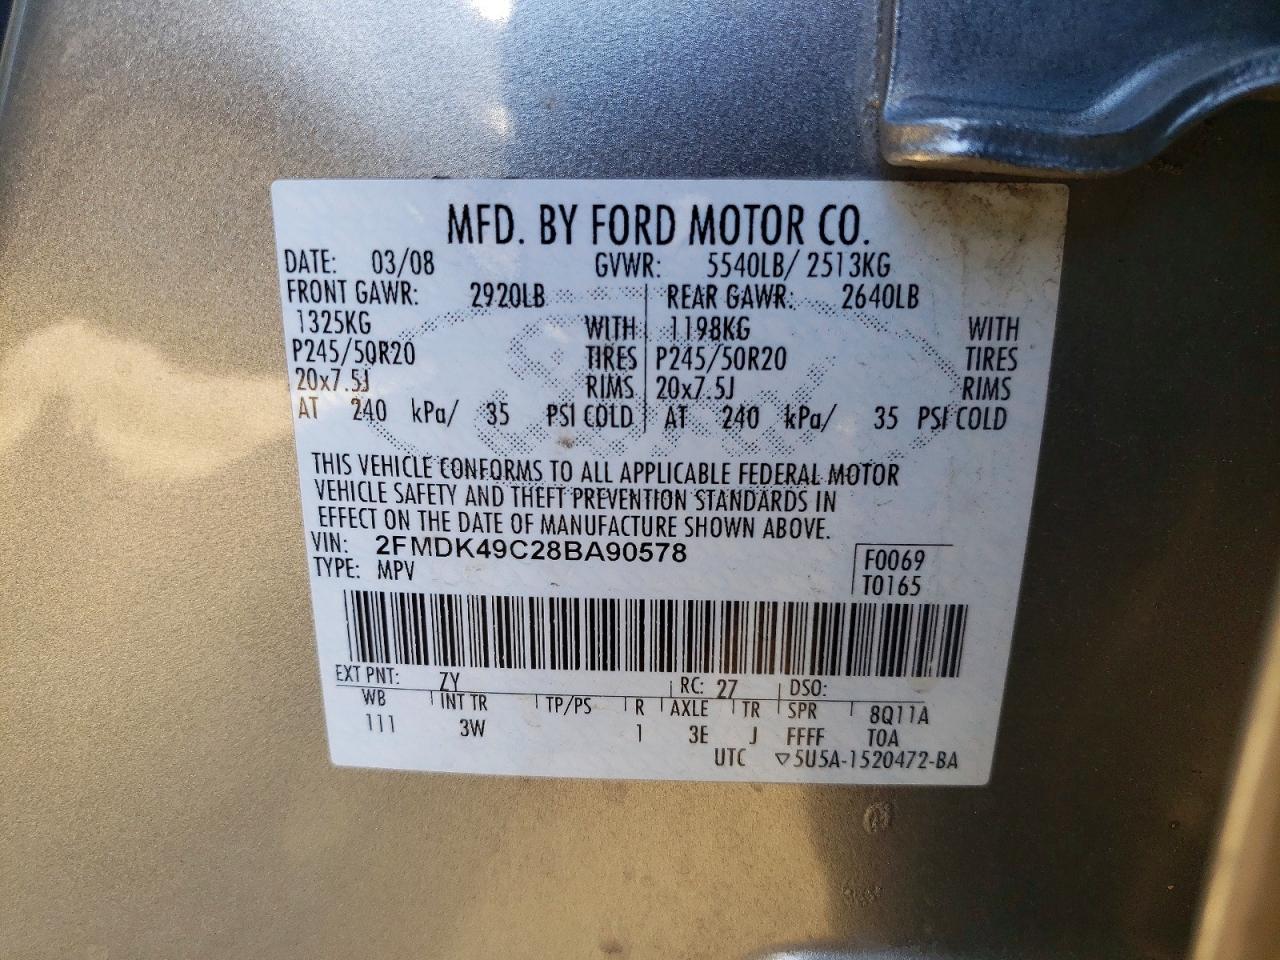 MFD. BY FORD MOTOR CO.
DATE: 03/08 GVWR: 5540LB/ 2513KG
FRONT GAWR: 2920LB REAR GAWR: 2640LB
1325KG WITH 1198KG WITH
P245/50R20 TIRES P245/50R20 TIRES
20x7.5J RIMS 20x7.5J RIMS
AT 240 kPa/ 35 PSI COLD AT 240 kPa/ 35 PSI COLD
THIS VEHICLE CONFORMS TO ALL APPLICABLE FEDERAL MOTOR
VEHICLE SAFETY AND THEFT PREVENTION STANDARDS IN
EFFECT ON THE DATE OF MANUFACTURE SHOWN ABOVE.
VIN: 2FMDK49C28BA90578 F0069
TYPE: MPV T0165
EXT PNT: ZY RC: 27 DSO:
WB INT TR TP/PS R AXLE TR SPR 8Q11A
111 3W 1 3E J FFFF TOA
UTC ▽5U5A-1520472-BA